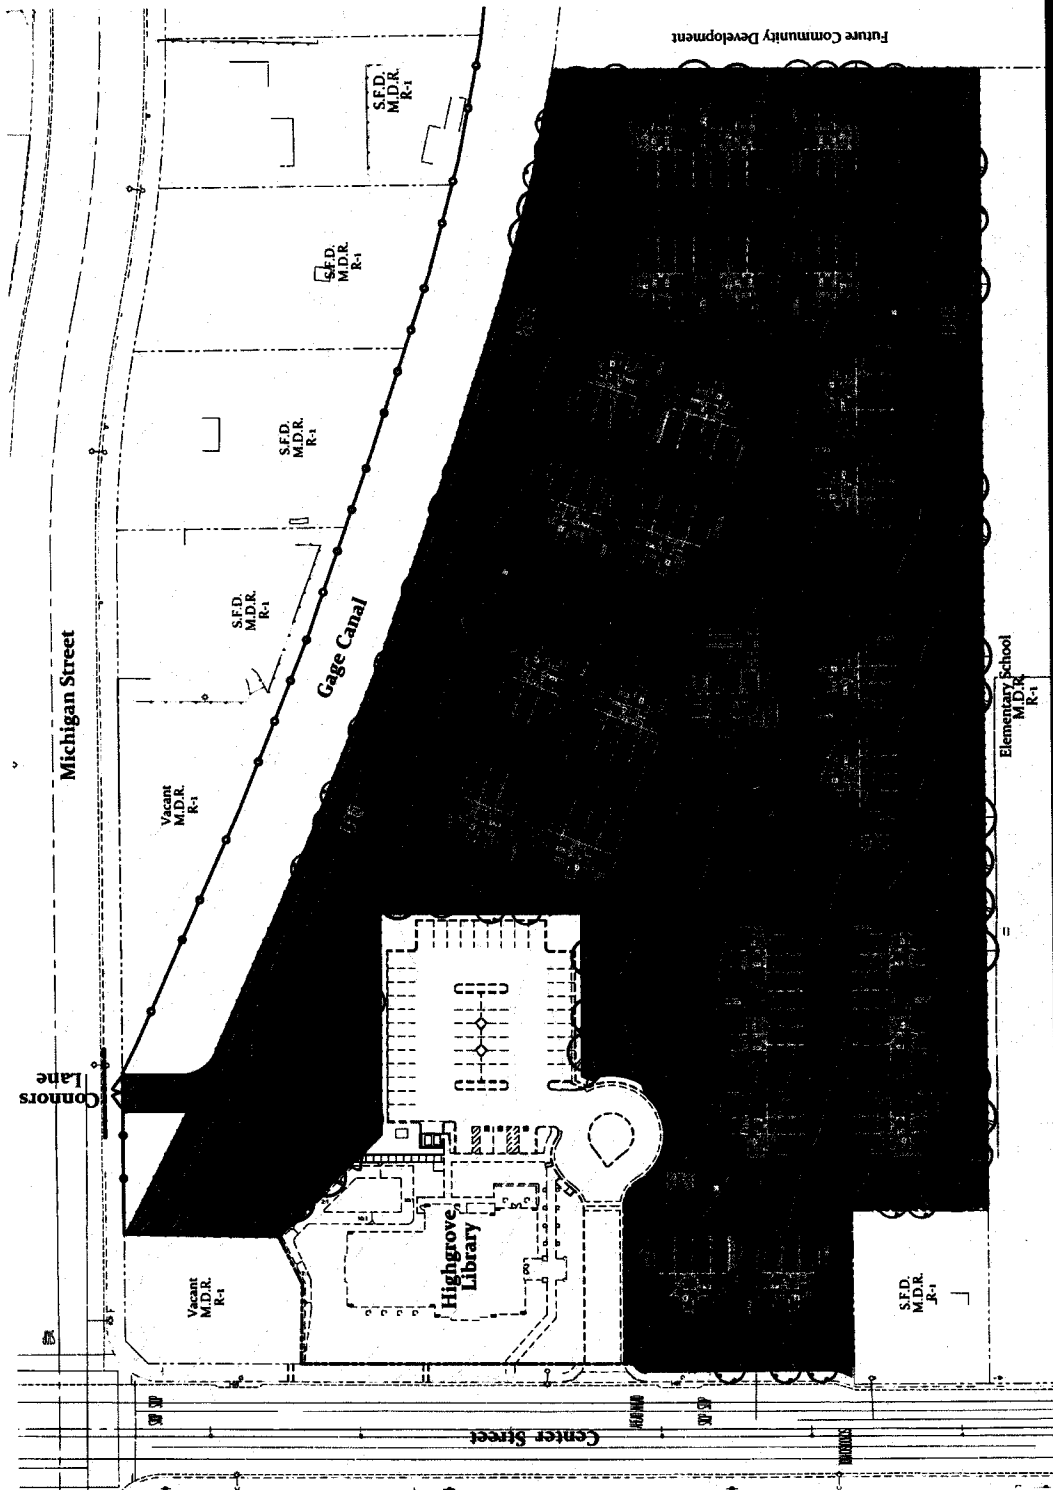 Future Community Development
S.F.D.
M.D.R.
R-1
S.F.D.
M.D.R.
R-1
S.F.D.
M.D.R.
R-1
S.F.D.
M.D.R.
R-1
Gage Canal
Michigan Street
Elementary School
M.D.R.
R-1
Vacant
M.D.R.
R-1
Connors
Lane
Highgrove
Library
Vacant
M.D.R.
R-1
S.F.D.
M.D.R.
R-1
Center Street